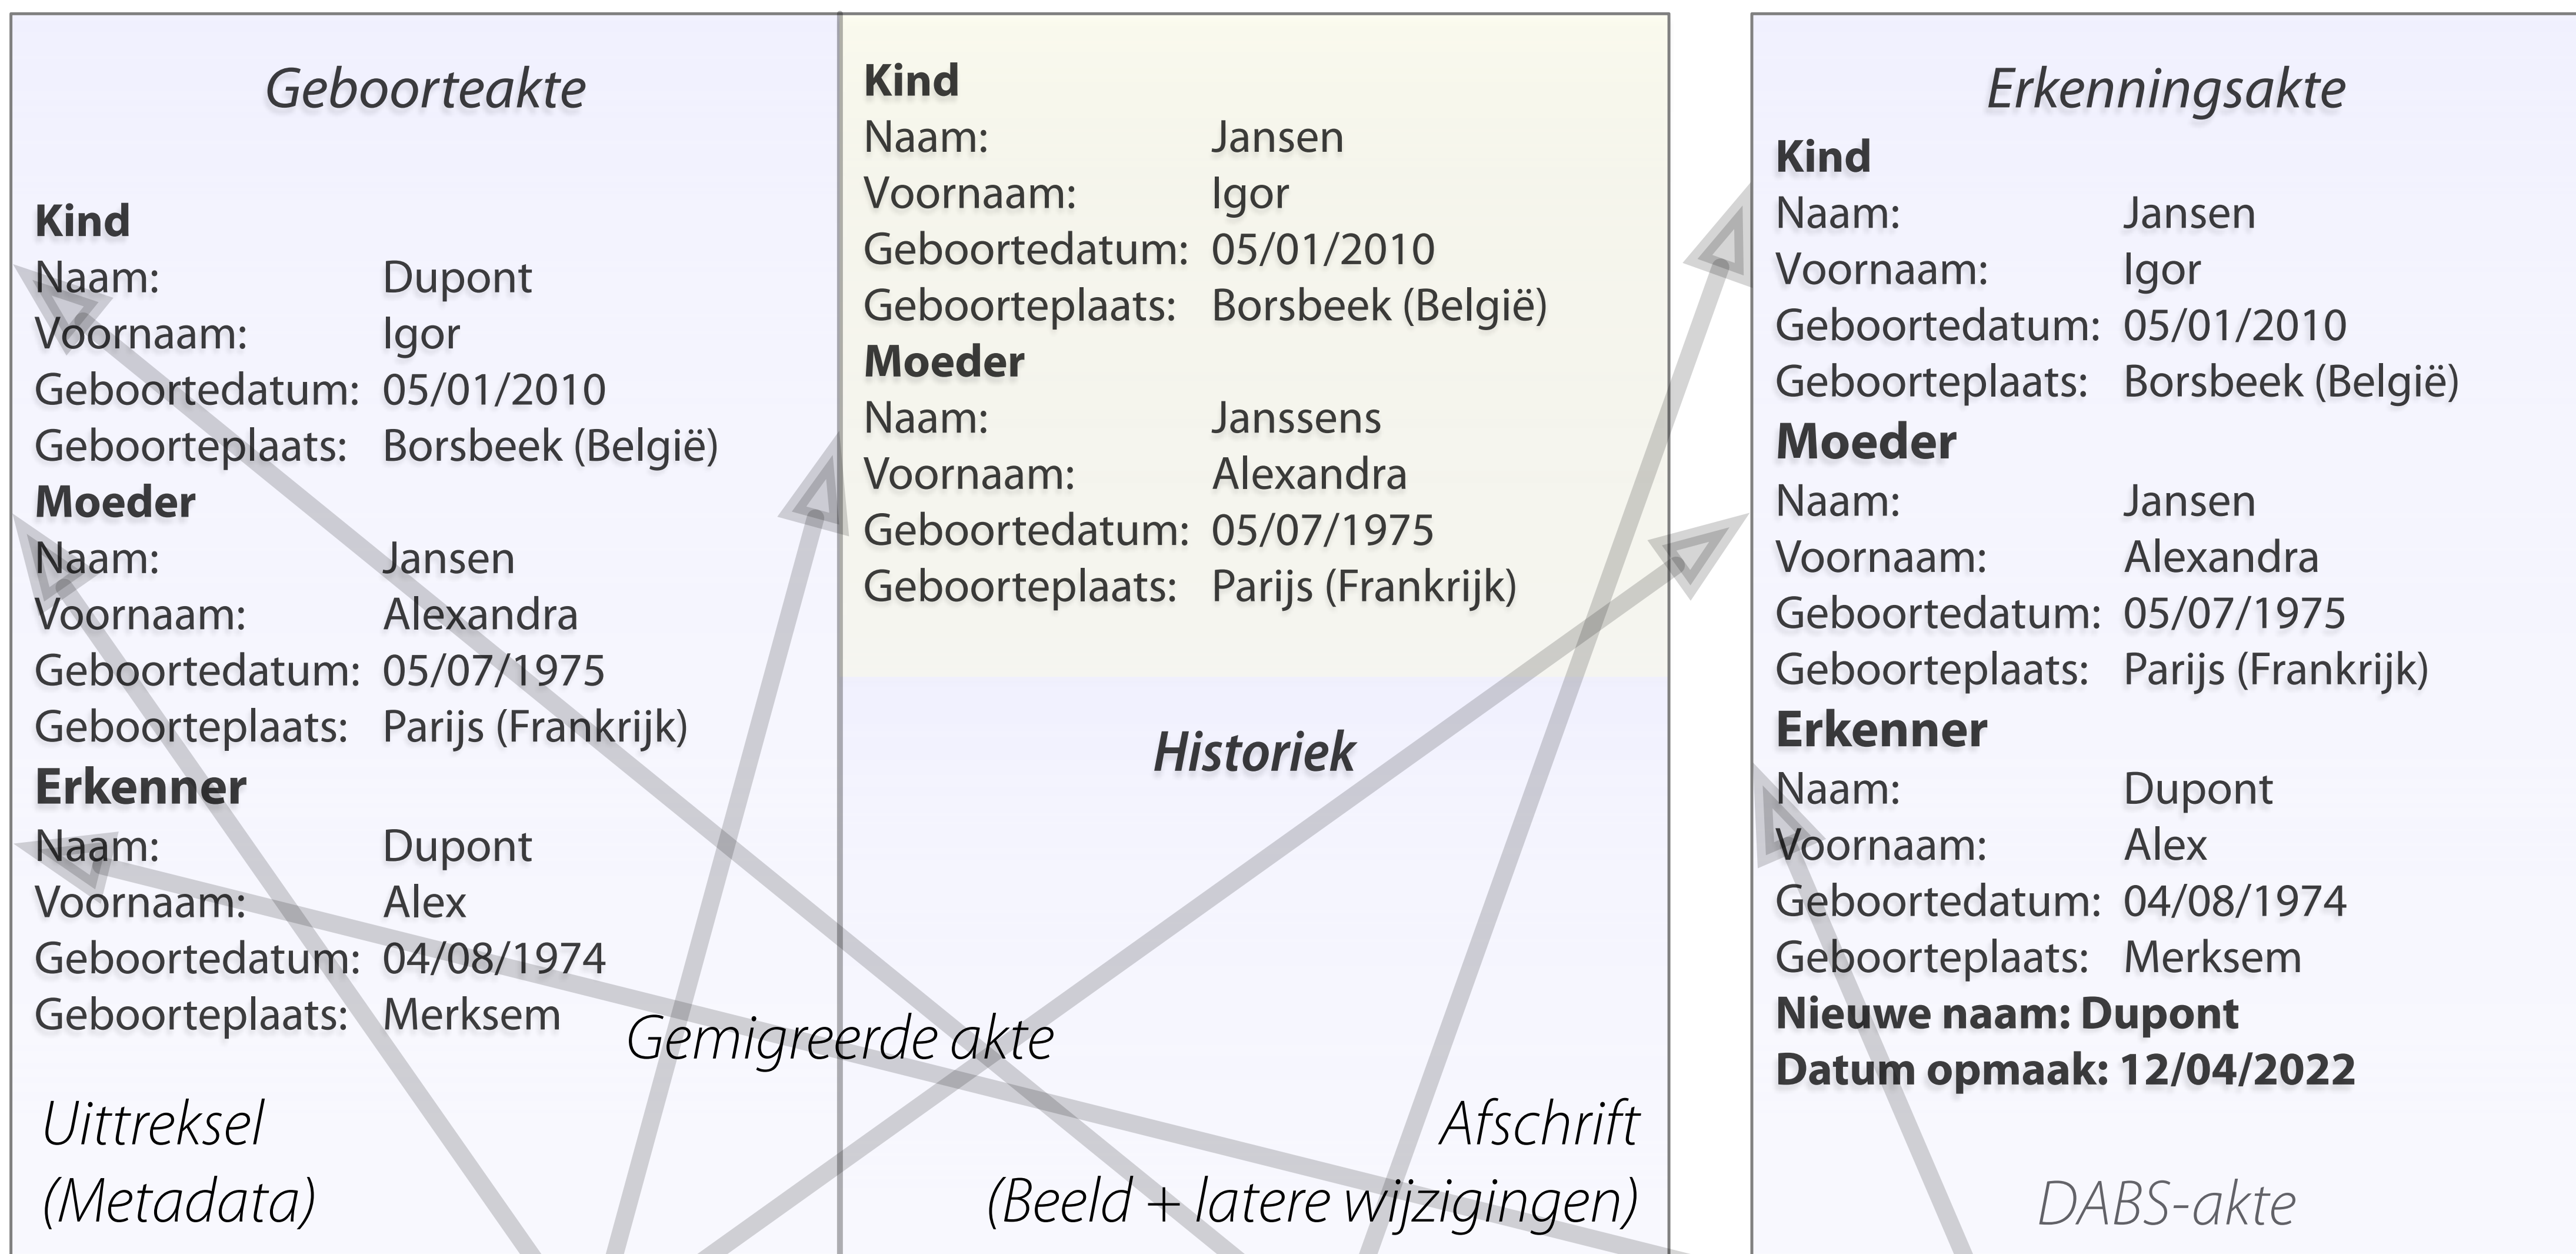 Geboorteakte
Kind
Naam: Dupont
Voornaam: Igor
Geboortedatum: 05/01/2010
Geboorteplaats: Borsbeek (België)
Moeder
Naam: Jansen
Voornaam: Alexandra
Geboortedatum: 05/07/1975
Geboorteplaats: Parijs (Frankrijk)
Erkenner
Naam: Dupont
Voornaam: Alex
Geboortedatum: 04/08/1974
Geboorteplaats: Merksem
Uittreksel
(Metadata)
Gemigreerde akte
Kind
Naam: Jansen
Voornaam: Igor
Geboortedatum: 05/01/2010
Geboorteplaats: Borsbeek (België)
Moeder
Naam: Janssens
Voornaam: Alexandra
Geboortedatum: 05/07/1975
Geboorteplaats: Parijs (Frankrijk)
Historiek
Afschrift
(Beeld + latere wijzigingen)
Erkenningsakte
Kind
Naam: Jansen
Voornaam: Igor
Geboortedatum: 05/01/2010
Geboorteplaats: Borsbeek (België)
Moeder
Naam: Jansen
Voornaam: Alexandra
Geboortedatum: 05/07/1975
Geboorteplaats: Parijs (Frankrijk)
Erkenner
Naam: Dupont
Voornaam: Alex
Geboortedatum: 04/08/1974
Geboorteplaats: Merksem
Nieuwe naam: Dupont
Datum opmaak: 12/04/2022
DABS-akte